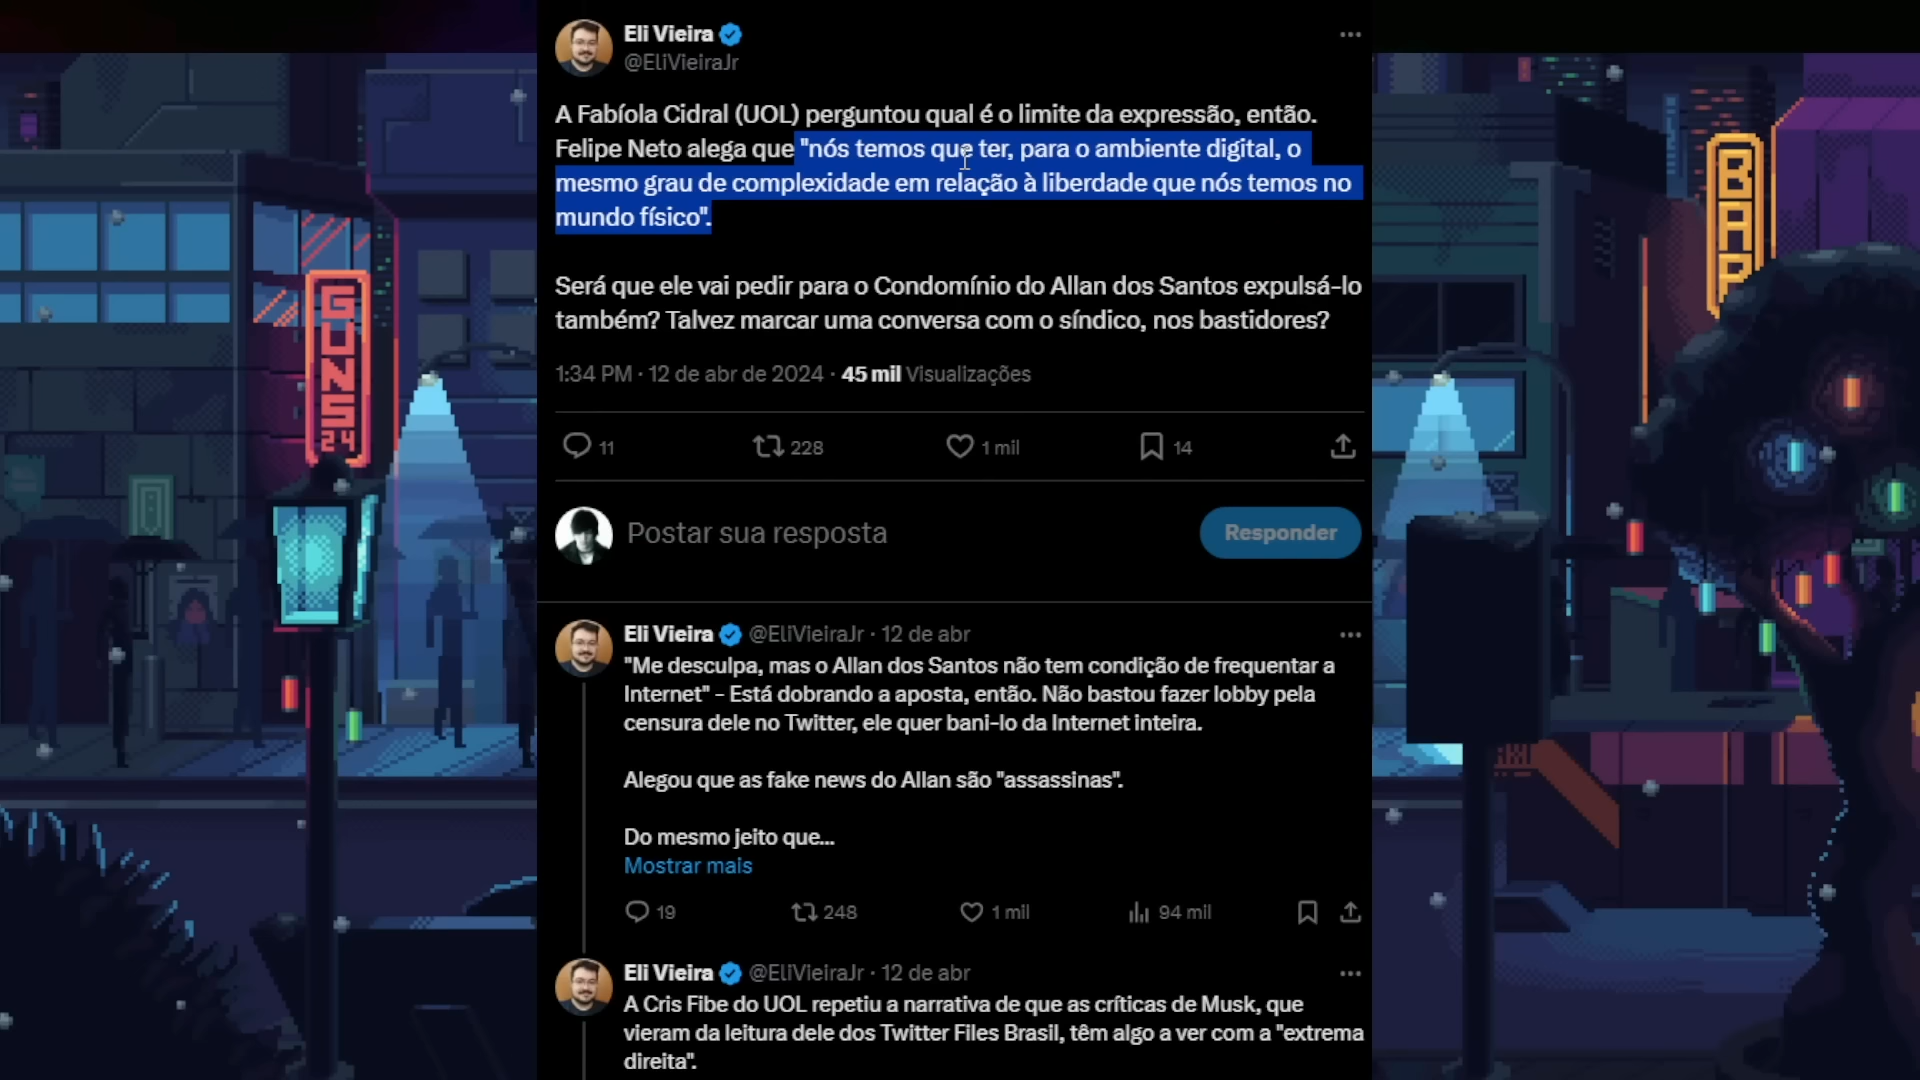 Eli Vieira
@EliVieiraJr
A Fabíola Cidral (UOL) perguntou qual é o limite da expressão, então.
Felipe Neto alega que "nós temos que ter, para o ambiente digital, o
mesmo grau de complexidade em relação à liberdade que nós temos no
mundo físico".
Será que ele vai pedir para o Condomínio do Allan dos Santos expulsá-lo
também? Talvez marcar uma conversa com o síndico, nos bastidores?
1:34 PM · 12 de abr de 2024 · 45 mil Visualizações
11 228 1 mil 14
Postar sua resposta
Responder
Eli Vieira @EliVieiraJr · 12 de abr
"Me desculpa, mas o Allan dos Santos não tem condição de frequentar a
Internet" - Está dobrando a aposta, então. Não bastou fazer lobby pela
censura dele no Twitter, ele quer bani-lo da Internet inteira.
Alegou que as fake news do Allan são "assassinas".
Do mesmo jeito que...
Mostrar mais
19 248 1 mil 94 mil
Eli Vieira @EliVieiraJr · 12 de abr
A Cris Fibe do UOL repetiu a narrativa de que as críticas de Musk, que
vieram da leitura dele dos Twitter Files Brasil, têm algo a ver com a "extrema
direita".
GUNS
24
BAR